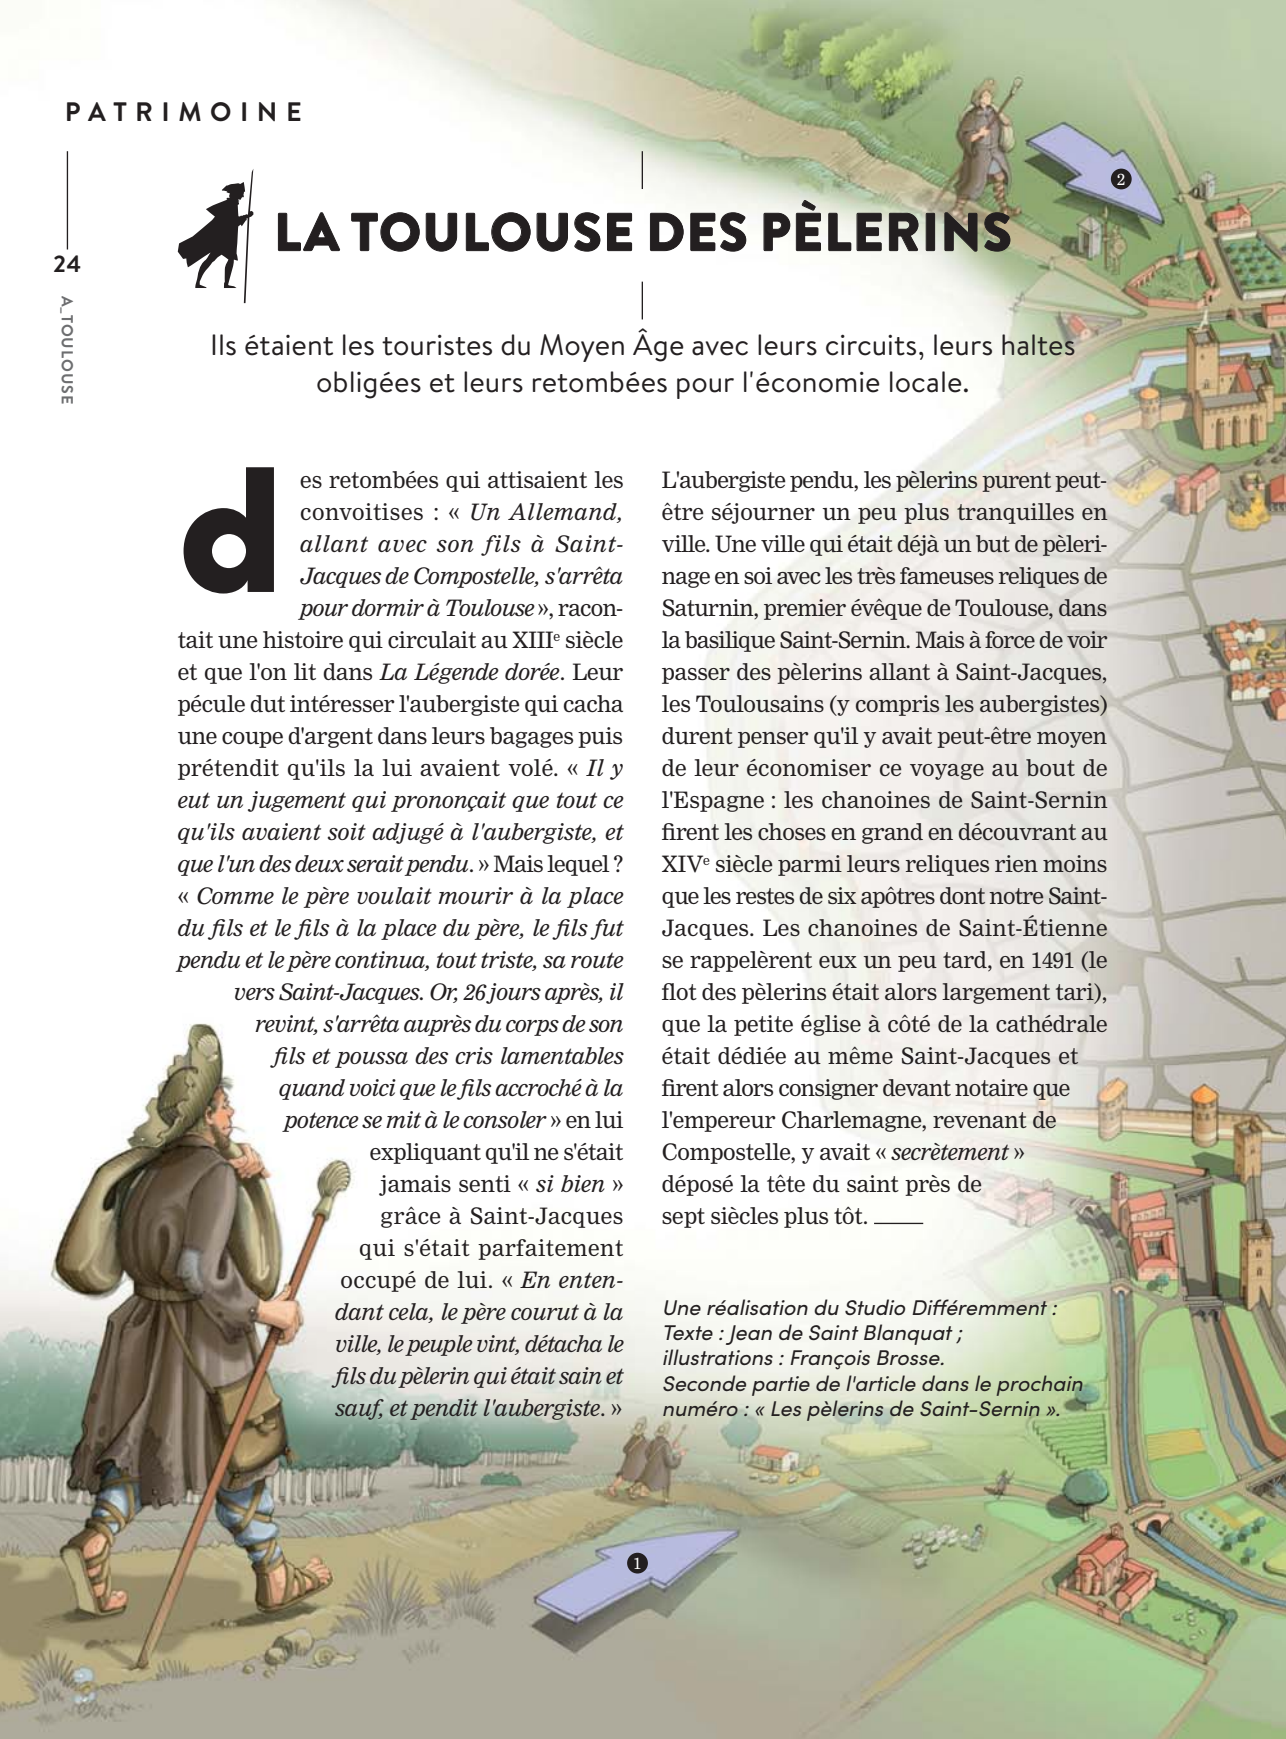 PATRIMOINE
24
A_TOULOUSE
LA TOULOUSE DES PÈLERINS
Ils étaient les touristes du Moyen Âge avec leurs circuits, leurs haltes
obligées et leurs retombées pour l'économie locale.
des retombées qui attisaient les
convoitises : « Un Allemand,
allant avec son fils à Saint-
Jacques de Compostelle, s'arrêta
pour dormir à Toulouse », racon-
tait une histoire qui circulait au XIIIe siècle
et que l'on lit dans La Légende dorée. Leur
pécule dut intéresser l'aubergiste qui cacha
une coupe d'argent dans leurs bagages puis
prétendit qu'ils la lui avaient volé. « Il y
eut un jugement qui prononçait que tout ce
qu'ils avaient soit adjugé à l'aubergiste, et
que l'un des deux serait pendu. » Mais lequel ?
« Comme le père voulait mourir à la place
du fils et le fils à la place du père, le fils fut
pendu et le père continua, tout triste, sa route
vers Saint-Jacques. Or, 26 jours après, il
revint, s'arrêta auprès du corps de son
fils et poussa des cris lamentables
quand voici que le fils accroché à la
potence se mit à le consoler » en lui
expliquant qu'il ne s'était
jamais senti « si bien »
grâce à Saint-Jacques
qui s'était parfaitement
occupé de lui. « En enten-
dant cela, le père courut à la
ville, le peuple vint, détacha le
fils du pèlerin qui était sain et
sauf, et pendit l'aubergiste. »
L'aubergiste pendu, les pèlerins purent peut-
être séjourner un peu plus tranquilles en
ville. Une ville qui était déjà un but de pèleri-
nage en soi avec les très fameuses reliques de
Saturnin, premier évêque de Toulouse, dans
la basilique Saint-Sernin. Mais à force de voir
passer des pèlerins allant à Saint-Jacques,
les Toulousains (y compris les aubergistes)
durent penser qu'il y avait peut-être moyen
de leur économiser ce voyage au bout de
l'Espagne : les chanoines de Saint-Sernin
firent les choses en grand en découvrant au
XIVe siècle parmi leurs reliques rien moins
que les restes de six apôtres dont notre Saint-
Jacques. Les chanoines de Saint-Étienne
se rappelèrent eux un peu tard, en 1491 (le
flot des pèlerins était alors largement tari),
que la petite église à côté de la cathédrale
était dédiée au même Saint-Jacques et
firent alors consigner devant notaire que
l'empereur Charlemagne, revenant de
Compostelle, y avait « secrètement »
déposé la tête du saint près de
sept siècles plus tôt.
Une réalisation du Studio Différemment :
Texte : Jean de Saint Blanquat ;
illustrations : François Brosse.
Seconde partie de l'article dans le prochain
numéro : « Les pèlerins de Saint-Sernin ».
2
1